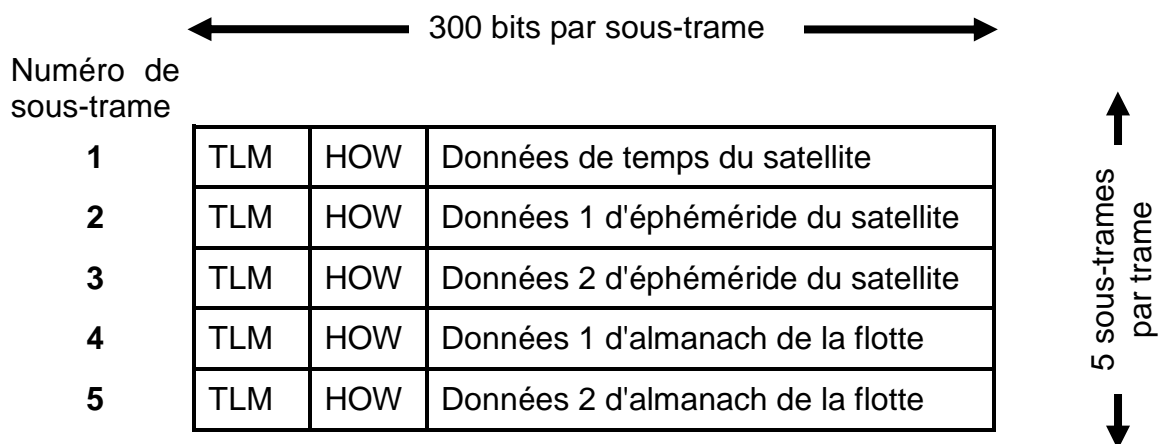 300 bits par sous-trame
Numéro de
sous-trame
1 TLM HOW Données de temps du satellite
2 TLM HOW Données 1 d'éphéméride du satellite
3 TLM HOW Données 2 d'éphéméride du satellite
4 TLM HOW Données 1 d'almanach de la flotte
5 TLM HOW Données 2 d'almanach de la flotte
5 sous-trames
par trame